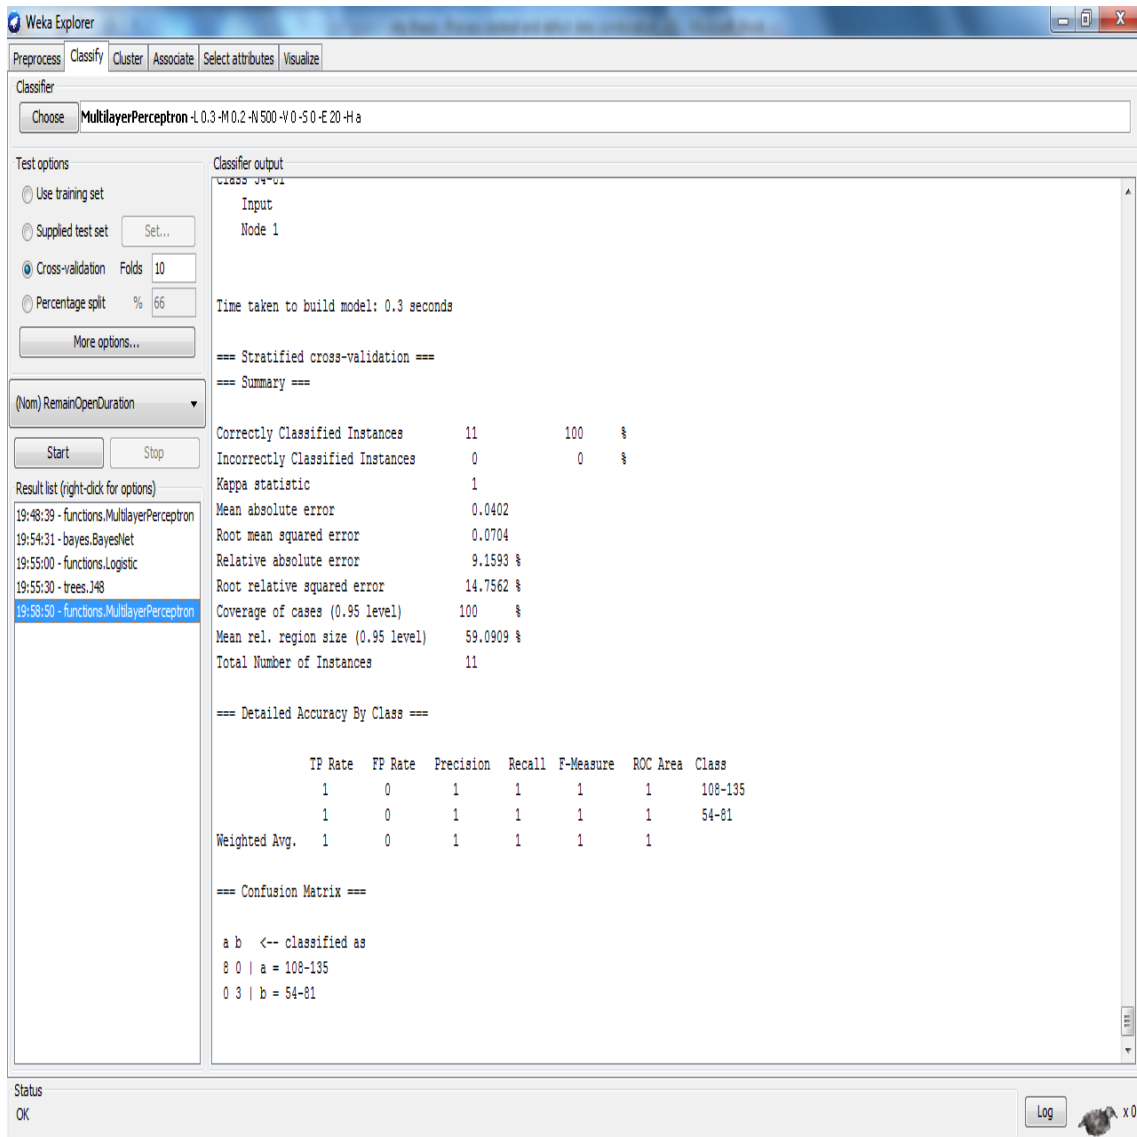 Weka Explorer
Preprocess Classify Cluster Associate Select attributes Visualize
Classifier
Choose MultilayerPerceptron -L 0.3 -M 0.2 -N 500 -V 0 -S 0 -E 20 -H a
Test options
Use training set
Supplied test set Set...
Cross-validation Folds 10
Percentage split % 66
More options...
(Nom) RemainOpenDuration
Start Stop
Result list (right-click for options)
19:48:39 - functions.MultilayerPerceptron
19:54:31 - bayes.BayesNet
19:55:00 - functions.Logistic
19:55:30 - trees.J48
19:58:50 - functions.MultilayerPerceptron
Classifier output
Class 54-81
Input
Node 1
Time taken to build model: 0.3 seconds
=== Stratified cross-validation ===
=== Summary ===
Correctly Classified Instances 11 100 %
Incorrectly Classified Instances 0 0 %
Kappa statistic 1
Mean absolute error 0.0402
Root mean squared error 0.0704
Relative absolute error 9.1593 %
Root relative squared error 14.7562 %
Coverage of cases (0.95 level) 100 %
Mean rel. region size (0.95 level) 59.0909 %
Total Number of Instances 11
=== Detailed Accuracy By Class ===
TP Rate FP Rate Precision Recall F-Measure ROC Area Class
1 0 1 1 1 1 108-135
1 0 1 1 1 1 54-81
Weighted Avg. 1 0 1 1 1 1
=== Confusion Matrix ===
a b <-- classified as
8 0 | a = 108-135
0 3 | b = 54-81
Status
OK
Log
x 0